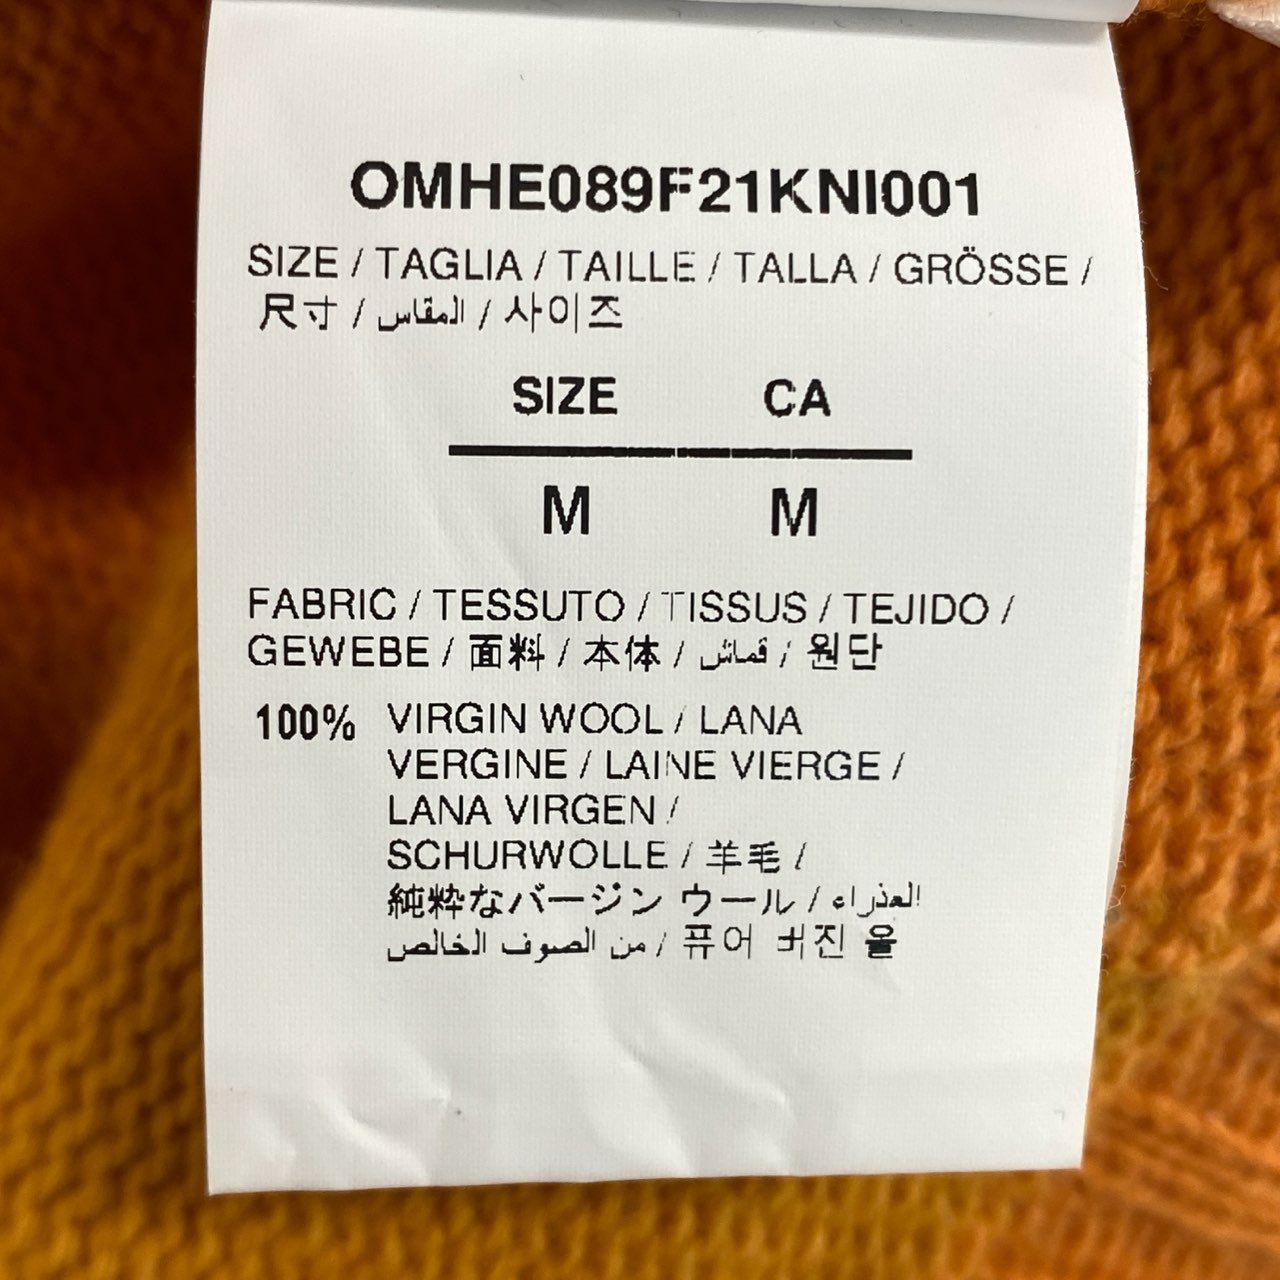 OMHE089F21KNI001
SIZE / TAGLIA / TAILLE / TALLA / GRÖSSE /
尺寸 / المقاس / 사이즈
SIZE CA
M M
FABRIC / TESSUTO / TISSUS / TEJIDO /
GEWEBE / 面料 / 本体 / قماش / 원단
100% VIRGIN WOOL / LANA
VERGINE / LAINE VIERGE /
LANA VIRGEN /
SCHURWOLLE / 羊毛 /
純粋なバージン ウール / العذراء
من الصوف الخالص / 퓨어 버진 울